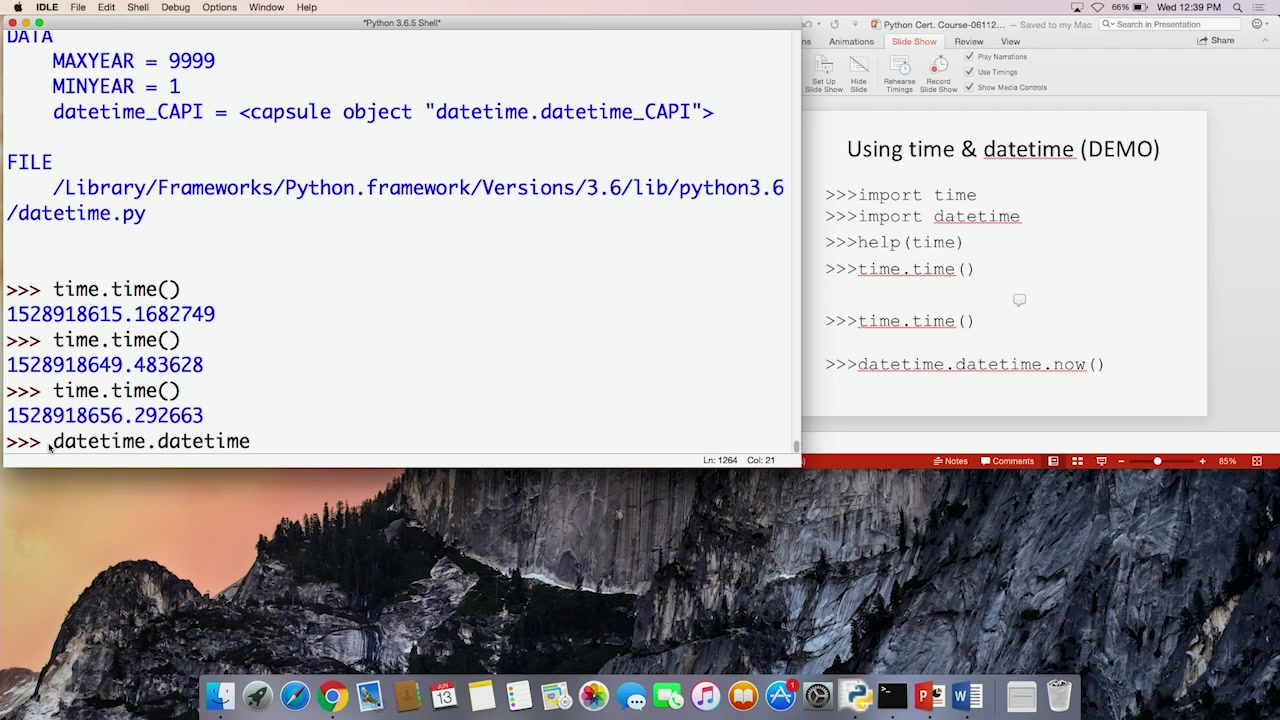 IDLE File Edit Shell Debug Options Window Help
66% Wed 12:39 PM
*Python 3.6.5 Shell*
DATA
MAXYEAR = 9999
MINYEAR = 1
datetime_CAPI = <capsule object "datetime.datetime_CAPI">
FILE
/Library/Frameworks/Python.framework/Versions/3.6/lib/python3.6
/datetime.py
>>> time.time()
1528918615.1682749
>>> time.time()
1528918649.483628
>>> time.time()
1528918656.292663
>>> datetime.datetime
Ln: 1264 Col: 21
Python Cert. Course-06112... — Saved to my Mac
Search in Presentation
ns Animations Slide Show Review View
Share
Set Up
Slide Show
Hide
Slide
Rehearse
Timings
Record
Slide Show
Play Narrations
Use Timings
Show Media Controls
Using time & datetime (DEMO)
>>>import time
>>>import datetime
>>>help(time)
>>>time.time()
>>>time.time()
>>>datetime.datetime.now()
Notes Comments 85%
JUN
13
1